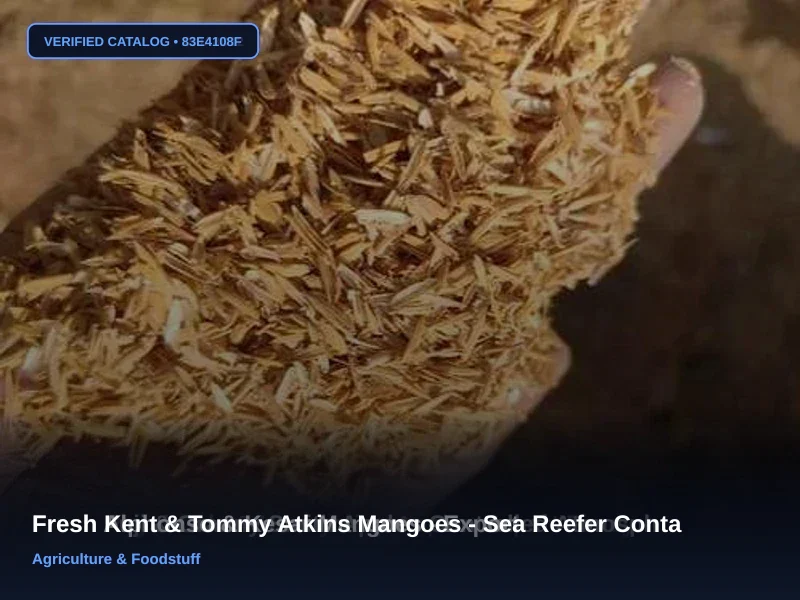 VERIFIED CATALOG • 83E4108F
Fresh Kent & Tommy Atkins Mangoes - Sea Reefer Conta
Agriculture & Foodstuff